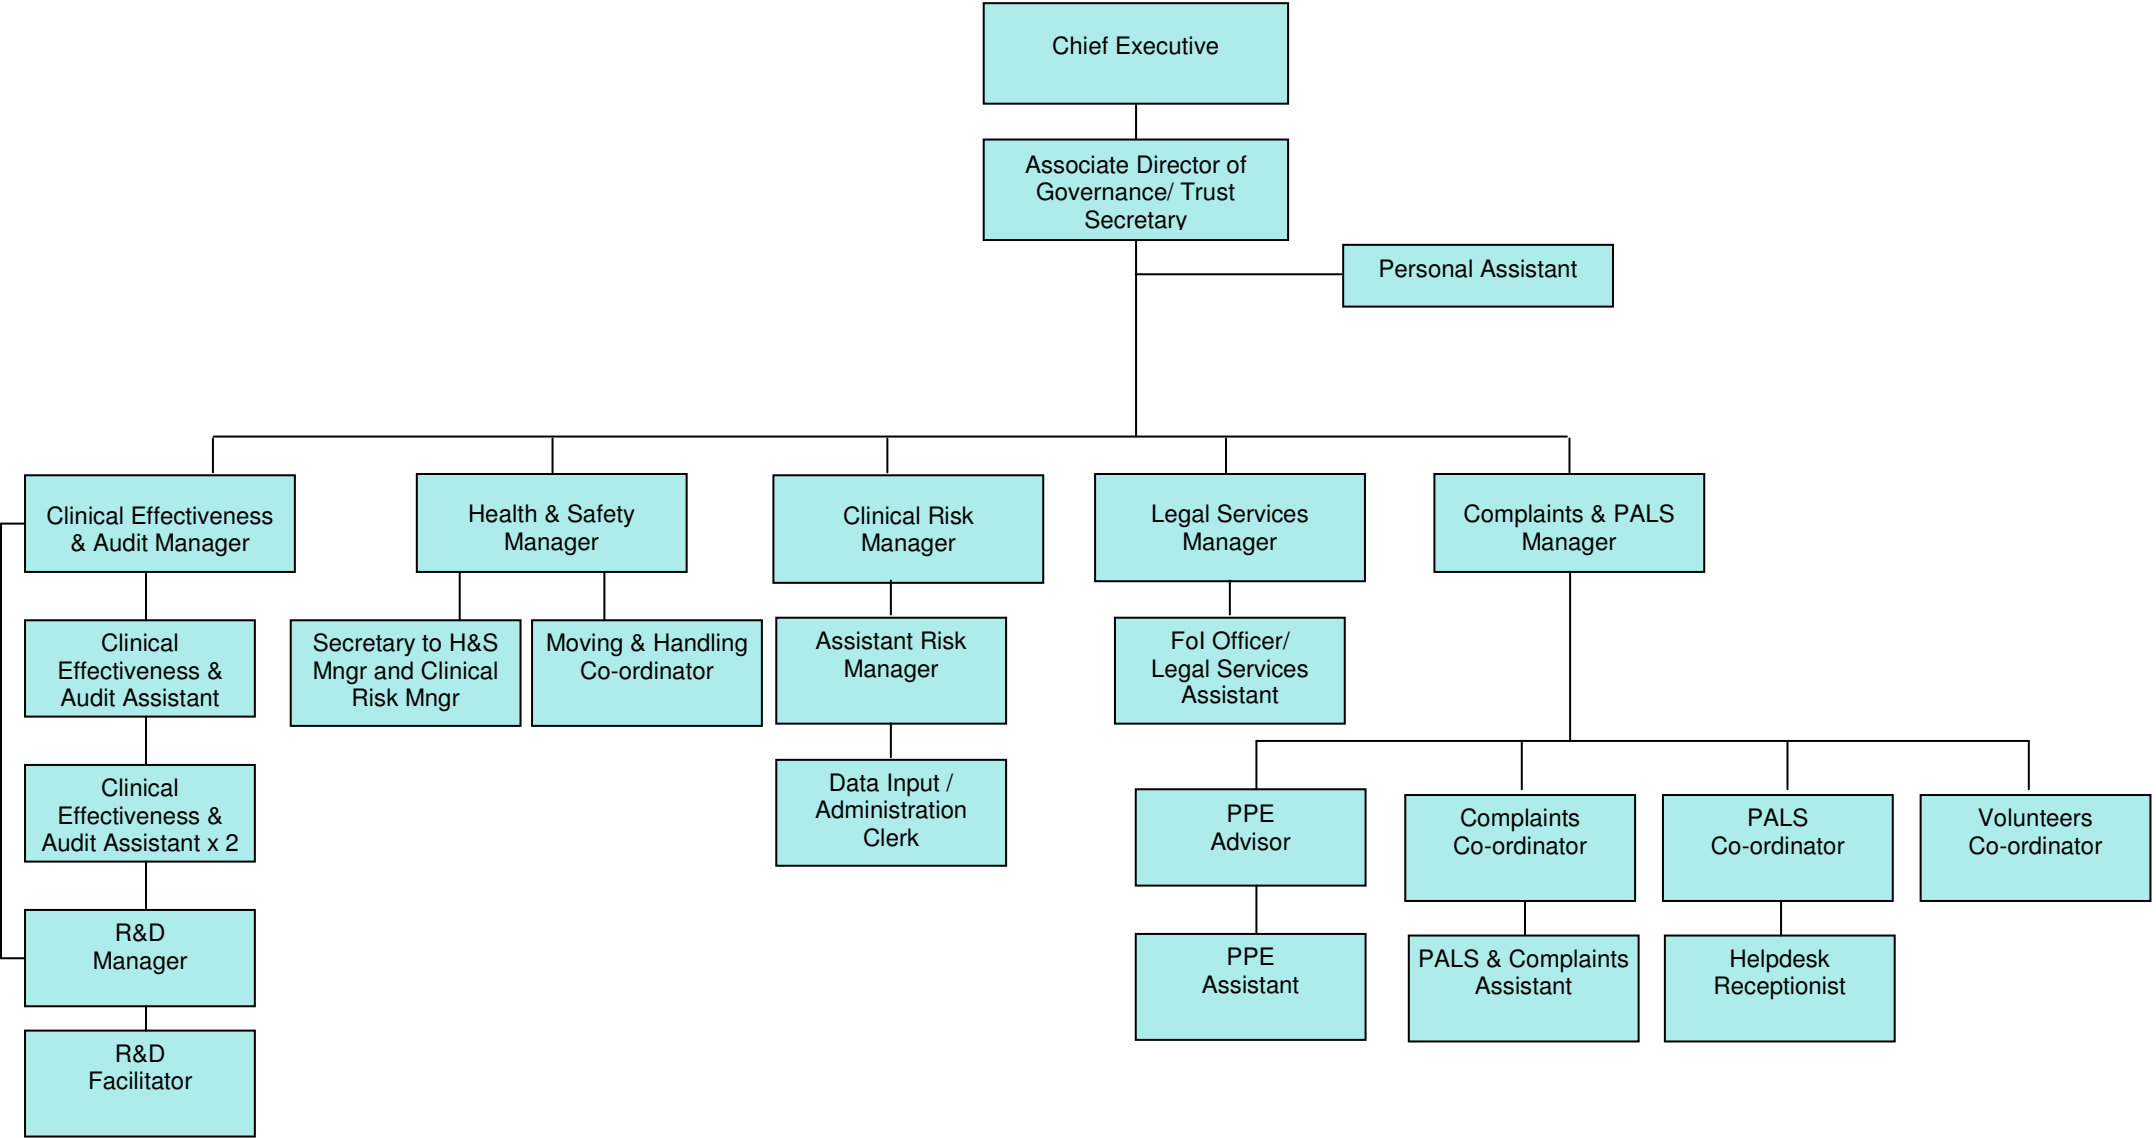 Chief Executive
Associate Director of
Governance/ Trust
Secretary
Personal Assistant
Clinical Effectiveness
& Audit Manager
Health & Safety
Manager
Clinical Risk
Manager
Legal Services
Manager
Complaints & PALS
Manager
Clinical
Effectiveness &
Audit Assistant
Secretary to H&S
Mngr and Clinical
Risk Mngr
Moving & Handling
Co-ordinator
Assistant Risk
Manager
FoI Officer/
Legal Services
Assistant
Clinical
Effectiveness &
Audit Assistant x 2
Data Input /
Administration
Clerk
PPE
Advisor
Complaints
Co-ordinator
PALS
Co-ordinator
Volunteers
Co-ordinator
R&D
Manager
PPE
Assistant
PALS & Complaints
Assistant
Helpdesk
Receptionist
R&D
Facilitator